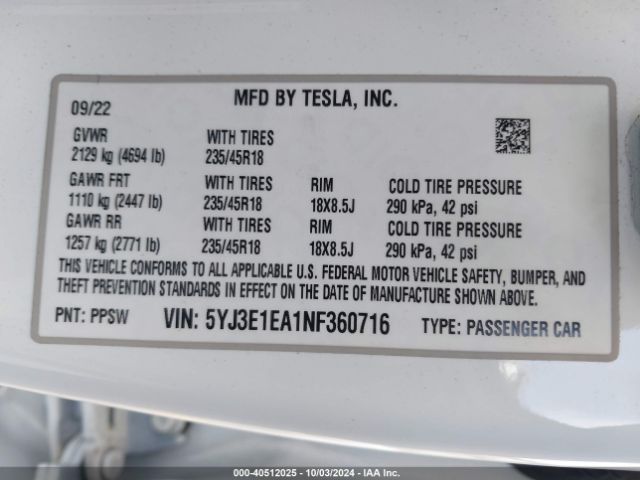 MFD BY TESLA, INC.
09/22
GVWR WITH TIRES
2129 kg (4694 lb) 235/45R18
GAWR FRT WITH TIRES RIM COLD TIRE PRESSURE
1110 kg (2447 lb) 235/45R18 18X8.5J 290 kPa, 42 psi
GAWR RR WITH TIRES RIM COLD TIRE PRESSURE
1257 kg (2771 lb) 235/45R18 18X8.5J 290 kPa, 42 psi
THIS VEHICLE CONFORMS TO ALL APPLICABLE U.S. FEDERAL MOTOR VEHICLE SAFETY, BUMPER, AND
THEFT PREVENTION STANDARDS IN EFFECT ON THE DATE OF MANUFACTURE SHOWN ABOVE.
PNT: PPSW VIN: 5YJ3E1EA1NF360716 TYPE: PASSENGER CAR
000-40512025 - 10/03/2024 - IAA Inc.